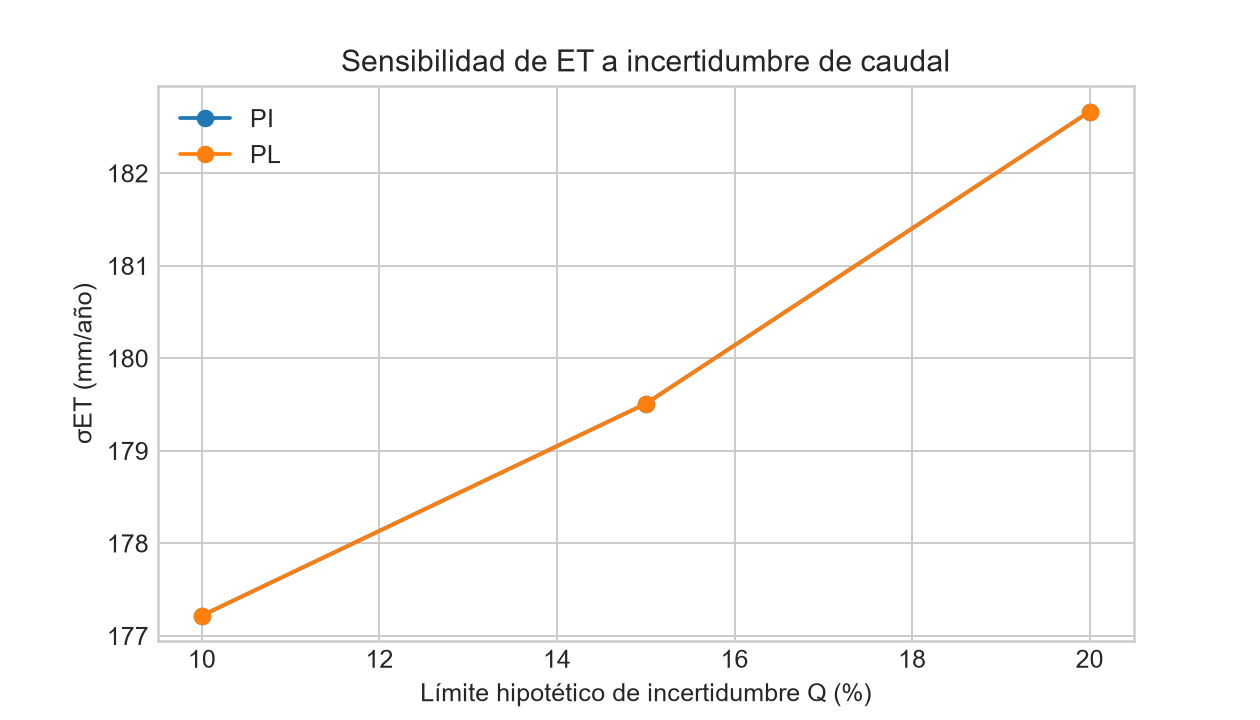 Sensibilidad de ET a incertidumbre de caudal
PI
PL
182
181
180
179
178
177
σET (mm/año)
10 12 14 16 18 20
Límite hipotético de incertidumbre Q (%)